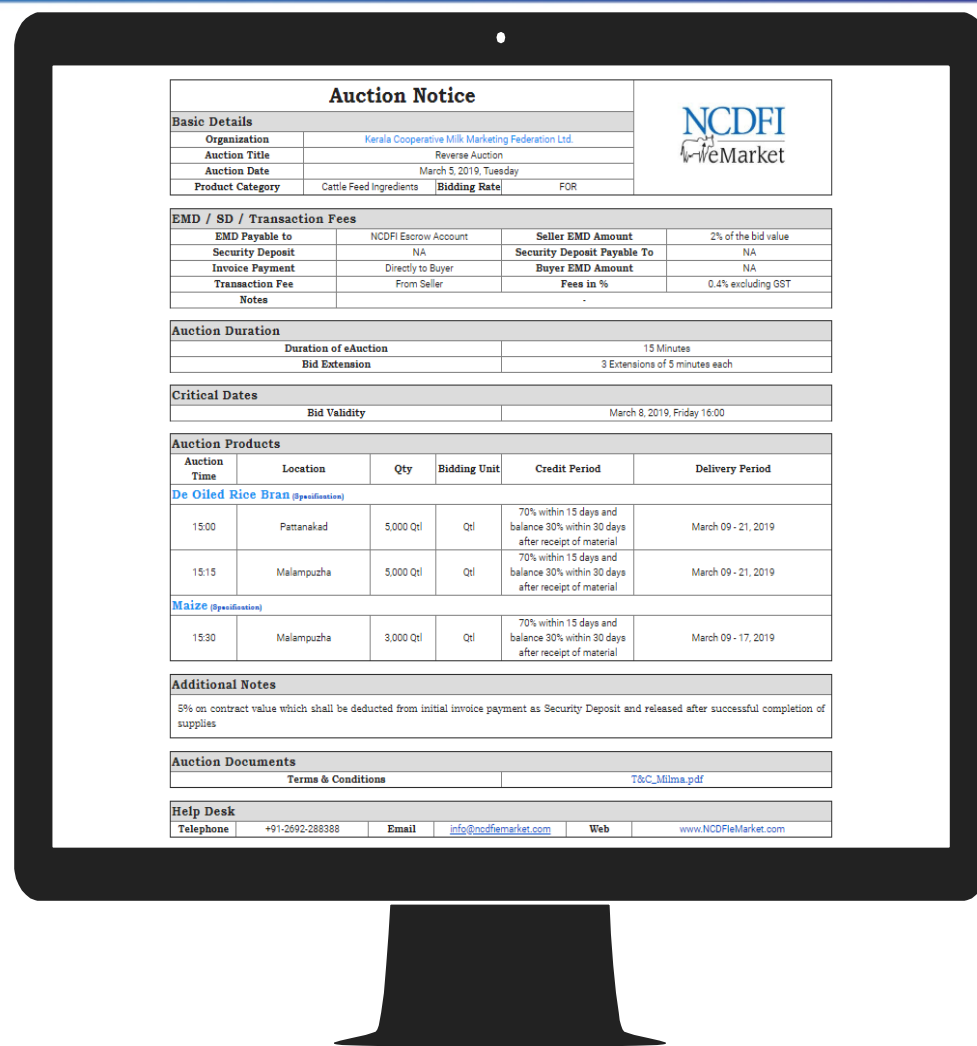 Auction Notice
NCDFI
eMarket
Basic Details
Organization Kerala Cooperative Milk Marketing Federation Ltd.
Auction Title Reverse Auction
Auction Date March 5, 2019, Tuesday
Product Category Cattle Feed Ingredients Bidding Rate FOR
EMD / SD / Transaction Fees
EMD Payable to NCDFI Escrow Account Seller EMD Amount 2% of the bid value
Security Deposit NA Security Deposit Payable To NA
Invoice Payment Directly to Buyer Buyer EMD Amount NA
Transaction Fee From Seller Fees in % 0.4% excluding GST
Notes -
Auction Duration
Duration of eAuction 15 Minutes
Bid Extension 3 Extensions of 5 minutes each
Critical Dates
Bid Validity March 8, 2019, Friday 16:00
Auction Products
Auction
Time Location Qty Bidding Unit Credit Period Delivery Period
De Oiled Rice Bran (Specification)
15:00 Pattanakad 5,000 Qtl Qtl 70% within 15 days and
balance 30% within 30 days
after receipt of material March 09 - 21, 2019
15:15 Malampuzha 5,000 Qtl Qtl 70% within 15 days and
balance 30% within 30 days
after receipt of material March 09 - 21, 2019
Maize (Specification)
15:30 Malampuzha 3,000 Qtl Qtl 70% within 15 days and
balance 30% within 30 days
after receipt of material March 09 - 17, 2019
Additional Notes
5% on contract value which shall be deducted from initial invoice payment as Security Deposit and released after successful completion of
supplies
Auction Documents
Terms & Conditions T&C_Milma.pdf
Help Desk
Telephone +91-2692-288388 Email info@ncdfiemarket.com Web www.NCDFIeMarket.com